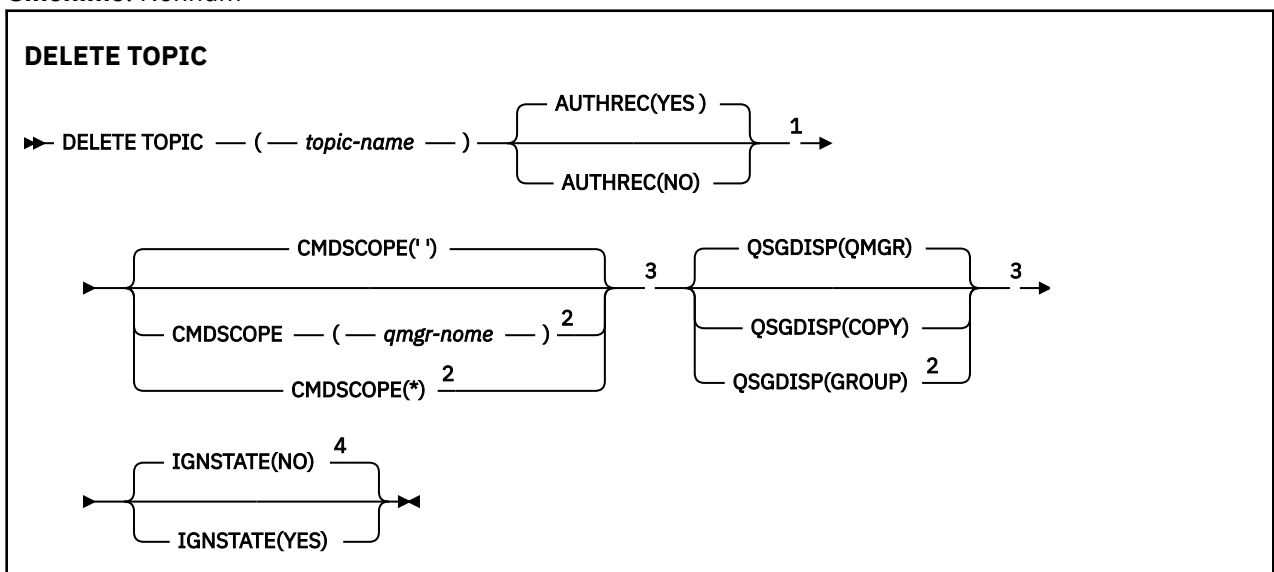 DELETE TOPIC
AUTHREC(YES )
DELETE TOPIC ( topic-name ) 1
AUTHREC(NO)
CMDSCOPE(' ') QSGDISP(QMGR)
3 3
CMDSCOPE ( qmgr-nome ) 2 QSGDISP(COPY)
CMDSCOPE(*) 2 QSGDISP(GROUP) 2
IGNSTATE(NO) 4
IGNSTATE(YES)